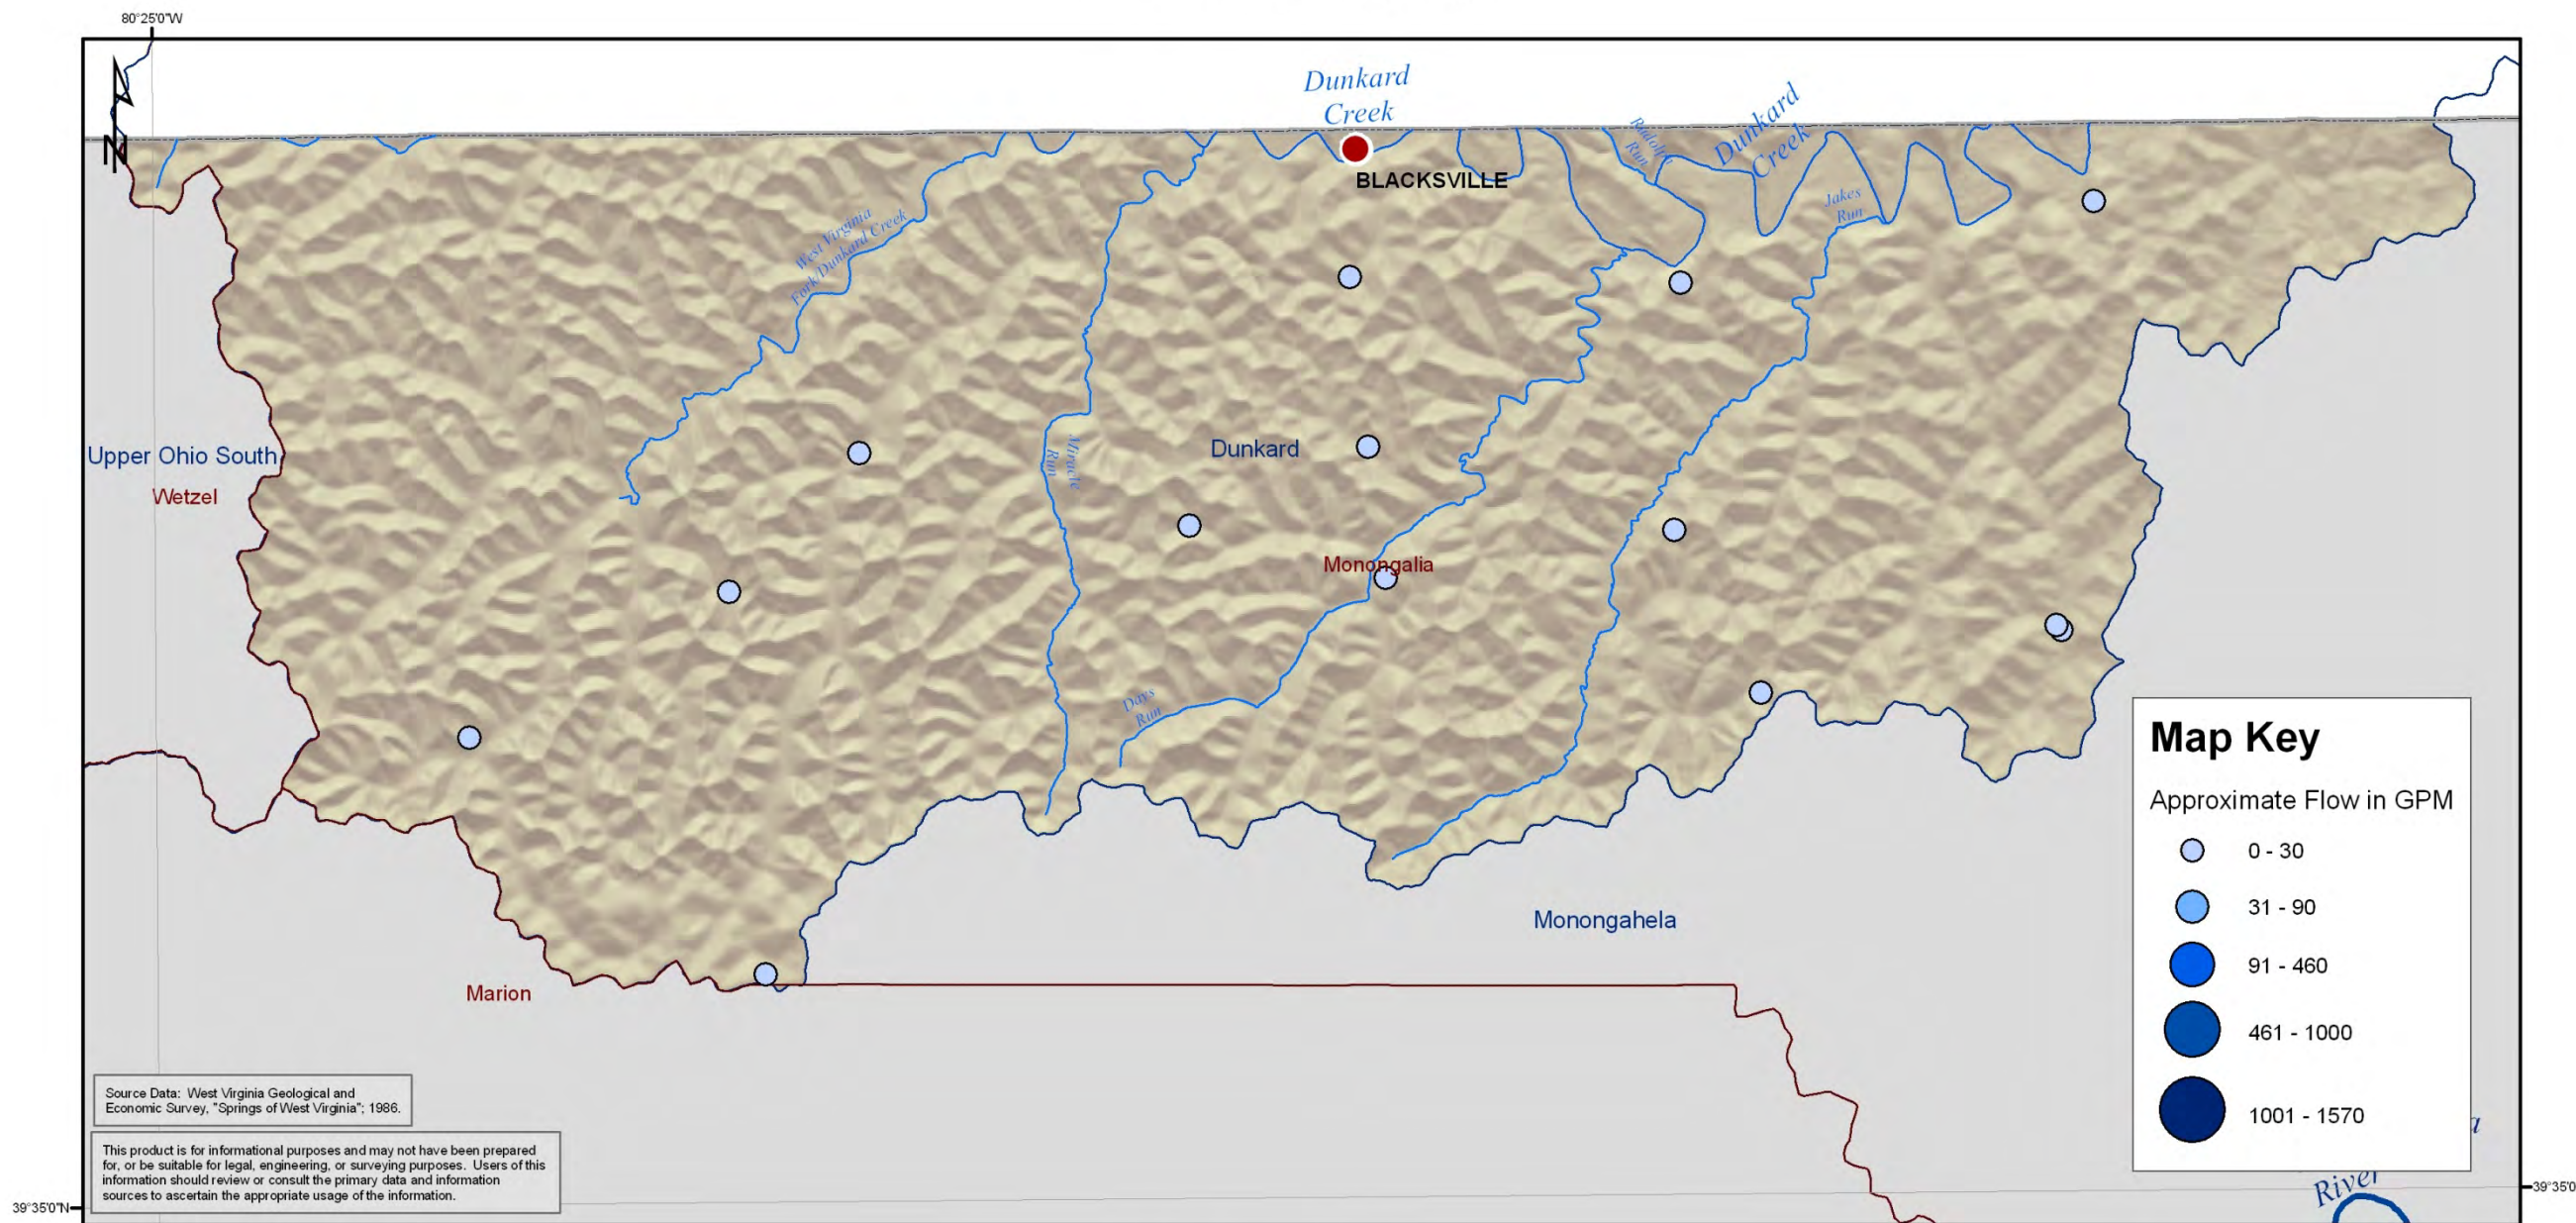 80°25'0"W
N
Dunkard
Creek
BLACKSVILLE
Rudolph
Run
Dunkard
Creek
Jakes
Run
West Virginia
Fork/Dunkard Creek
Upper Ohio South
Wetzel
Miracle
Run
Dunkard
Monongalia
Days
Run
Monongahela
Marion
Map Key
Approximate Flow in GPM
0 - 30
31 - 90
91 - 460
461 - 1000
1001 - 1570
a
River
Source Data: West Virginia Geological and
Economic Survey, "Springs of West Virginia"; 1986.
This product is for informational purposes and may not have been prepared
for, or be suitable for legal, engineering, or surveying purposes. Users of this
information should review or consult the primary data and information
sources to ascertain the appropriate usage of the information.
39°35'0"N
39°35'0